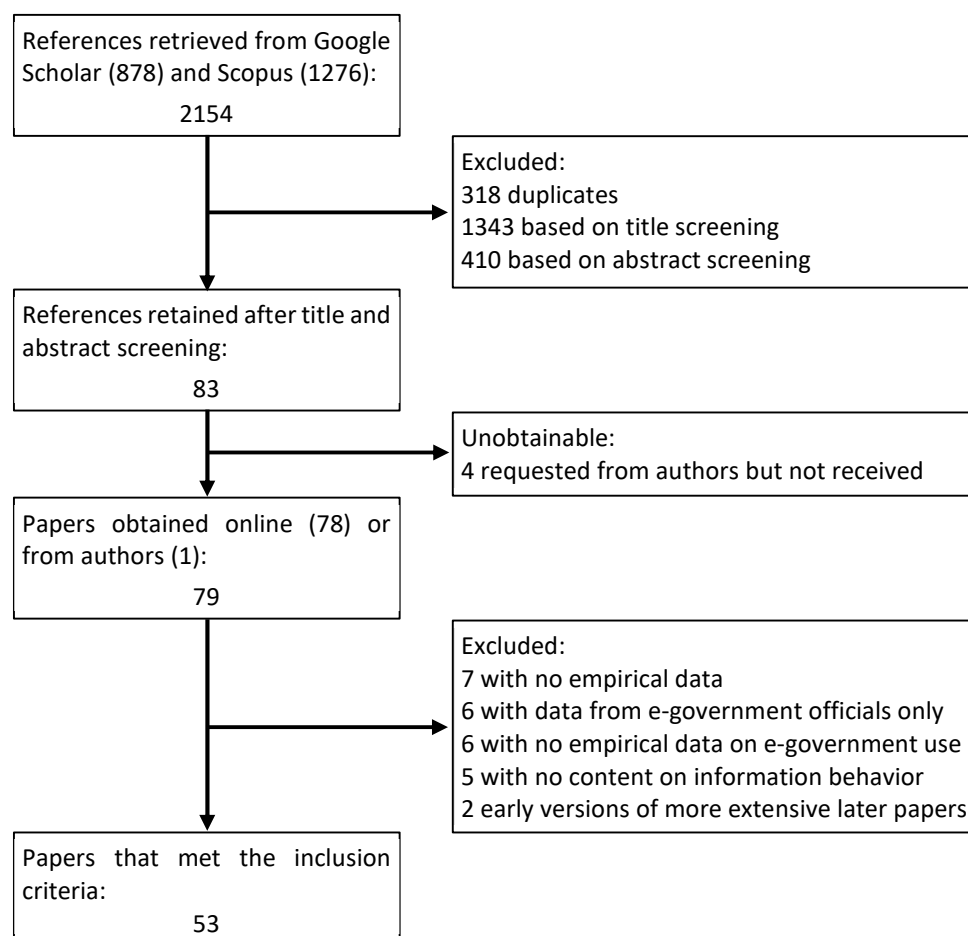 References retrieved from Google
Scholar (878) and Scopus (1276):
2154
Excluded:
318 duplicates
1343 based on title screening
410 based on abstract screening
References retained after title and
abstract screening:
83
Unobtainable:
4 requested from authors but not received
Papers obtained online (78) or
from authors (1):
79
Excluded:
7 with no empirical data
6 with data from e-government officials only
6 with no empirical data on e-government use
5 with no content on information behavior
2 early versions of more extensive later papers
Papers that met the inclusion
criteria:
53